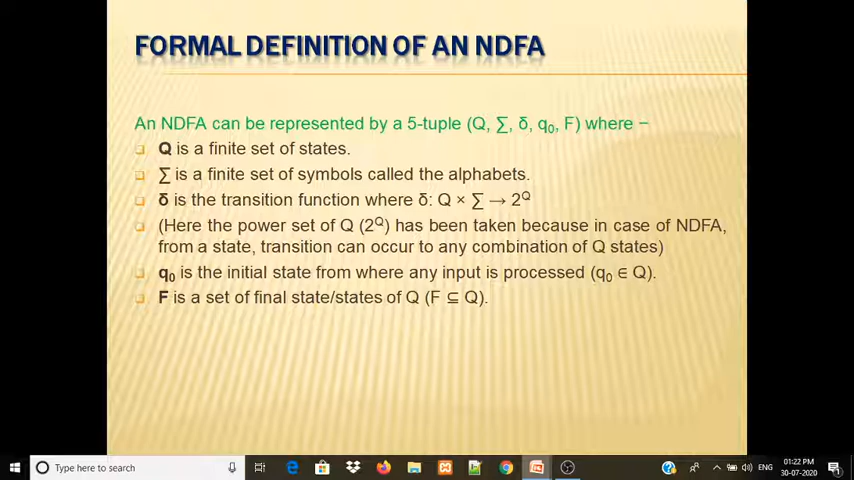 FORMAL DEFINITION OF AN NDFA
An NDFA can be represented by a 5-tuple (Q, ∑, δ, q₀, F) where −
Q is a finite set of states.
∑ is a finite set of symbols called the alphabets.
δ is the transition function where δ: Q × ∑ → 2^Q
(Here the power set of Q (2^Q) has been taken because in case of NDFA,
from a state, transition can occur to any combination of Q states)
q₀ is the initial state from where any input is processed (q₀ ∈ Q).
F is a set of final state/states of Q (F ⊆ Q).
Type here to search
ENG
01:22 PM
30-07-2020